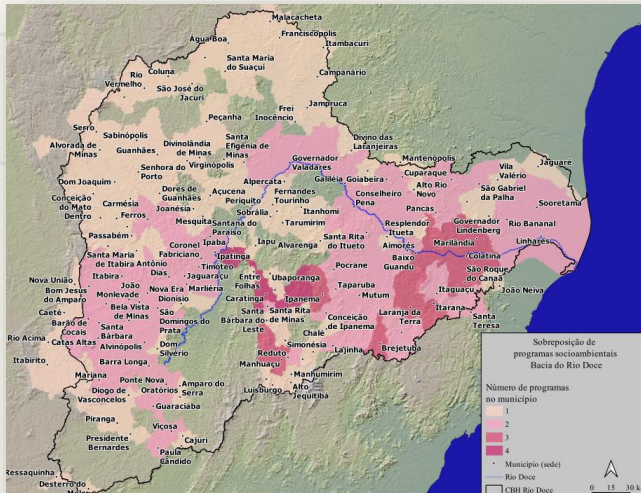 Malacacheta
Franciscópolis
Água Boa
Itambacuri
Santa Maria
do Suaçuí
Rio
Vermelho
Coluna
Campanário
São José do
Jacuri
Jampruca
Frei
Inocêncio
Peçanha
Serro
Sabinópolis
Santa
Efigênia de
Minas
Divino das
Laranjeiras
Alvorada de
Minas
Guanhães
Divinolândia
de Minas
Virginópolis
Governador
Valadares
Mantenópolis
Jaguaré
Vila
Valério
Senhora do
Porto
Cuparaque
Galiléia
Goiabeira
Alpercata
Dom Joaquim
Dores de
Guanhães
Açucena
Periquito
Fernandes
Tourinho
Conselheiro
Pena
Alto Rio
Novo
Pancas
São Gabriel
da Palha
Sooretama
Conceição
do Mato
Dentro
Carmésia
Ferros
Joanésia
Mesquita
Santana do
Paraíso
Sobrália
Itanhomi
Tarumirim
Resplendor
Itueta
Governador
Lindenberg
Rio Bananal
Passabém
Coronel
Fabriciano
Ipaba
Iapu
Alvarenga
Santa Rita
do Itueto
Aimorés
Marilândia
Linhares
Santa Maria
de Itabira
Antônio
Dias
Ipatinga
Timóteo
Ubaporanga
Pocrane
Baixo
Guandu
Colatina
Itabira
Jaguaraçu
Entre
Folhas
São Roque
do Canaã
Nova União
Bom Jesus
do Amparo
João
Monlevade
Nova Era
Marliéria
Dionísio
Caratinga
Ipanema
Taparuba
Mutum
Itaguaçu
João Neiva
Caeté
Bela Vista
de Minas
São
Domingos do
Prata
Santa
Bárbara do
Leste
Santa Rita
de Minas
Conceição
de Ipanema
Laranja da
Terra
Itarana
Santa
Teresa
Barão de
Cocais
Santa
Bárbara
Rio Acima
Catas Altas
Alvinópolis
Dom
Silvério
Chalé
Simonésia
Lajinha
Brejetuba
Itabirito
Barra Longa
Reduto
Manhuaçu
Manhumirim
Mariana
Ponte Nova
Diogo de
Vasconcelos
Oratórios
Amparo do
Serra
Luisburgo
Alto
Jequitibá
Guaraciaba
Piranga
Viçosa
Cajuri
Presidente
Bernardes
Paula
Cândido
Ressaquinha
Desterro do
Sobreposição de
programas socioambientais
Bacia do Rio Doce
Número de programas
no município
1
2
3
4
Município (sede)
Rio Doce
CBH Rio Doce
0 15 30 k